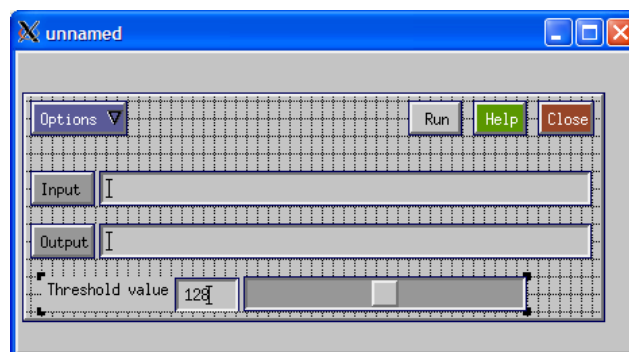 unnamed
Options Run Help Close
Input
Output
Threshold value 128